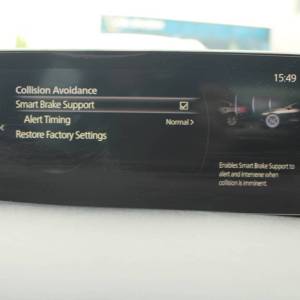 15:49
Collision Avoidance
Smart Brake Support
Alert Timing
Normal >
Restore Factory Settings
Enables Smart Brake Support to
alert and intervene when
collision is imminent.